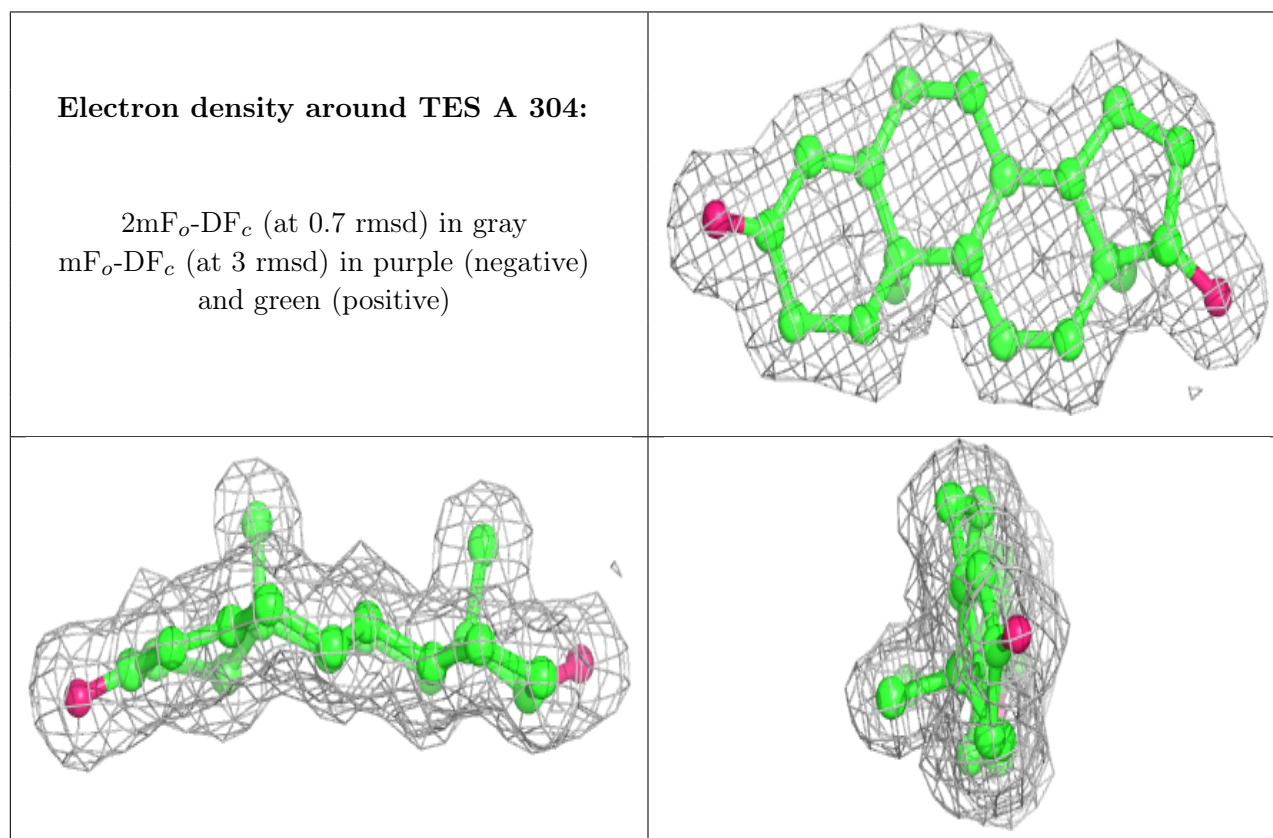 Electron density around TES A 304:
2mFo-DFc (at 0.7 rmsd) in gray
mFo-DFc (at 3 rmsd) in purple (negative)
and green (positive)